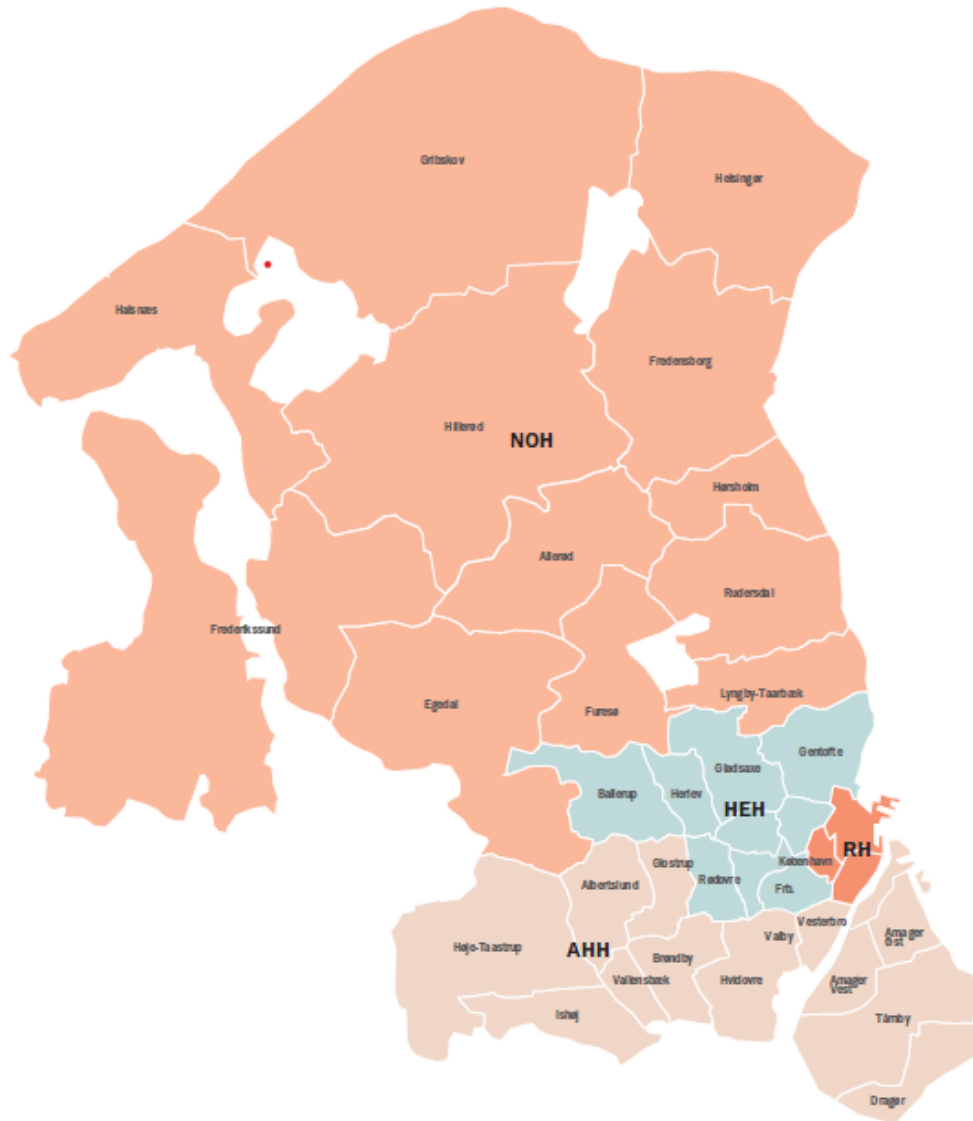 Gribskov
Helsingør
Halsnæs
Fredensborg
Hillerød
NOH
Hørsholm
Allerød
Rudersdal
Frederikssund
Egedal
Furesø
Lyngby-Taarbæk
Gentofte
Gladsaxe
Ballerup
Herlev
HEH
RH
København
Glostrup
Rødovre
Albertslund
Frb.
Vesterbro
Valby
Amager
Øst
Høje-Taastrup
AHH
Brøndby
Vallensbæk
Hvidovre
Amager
Vest
Ishøj
Tårnby
Dragør